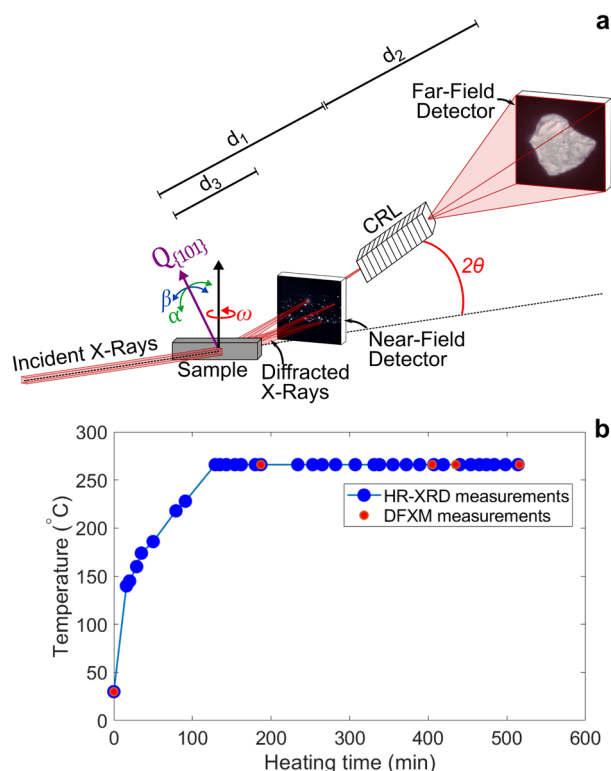 a
d₂
d₁
d₃
Far-Field
Detector
CRL
Q{101}
β
α
ω
2θ
Incident X-Rays
Sample
Diffracted
X-Rays
Near-Field
Detector
b
300
250
200
150
100
50
0
Temperature (°C)
HR-XRD measurements
DFXM measurements
0 100 200 300 400 500 600
Heating time (min)